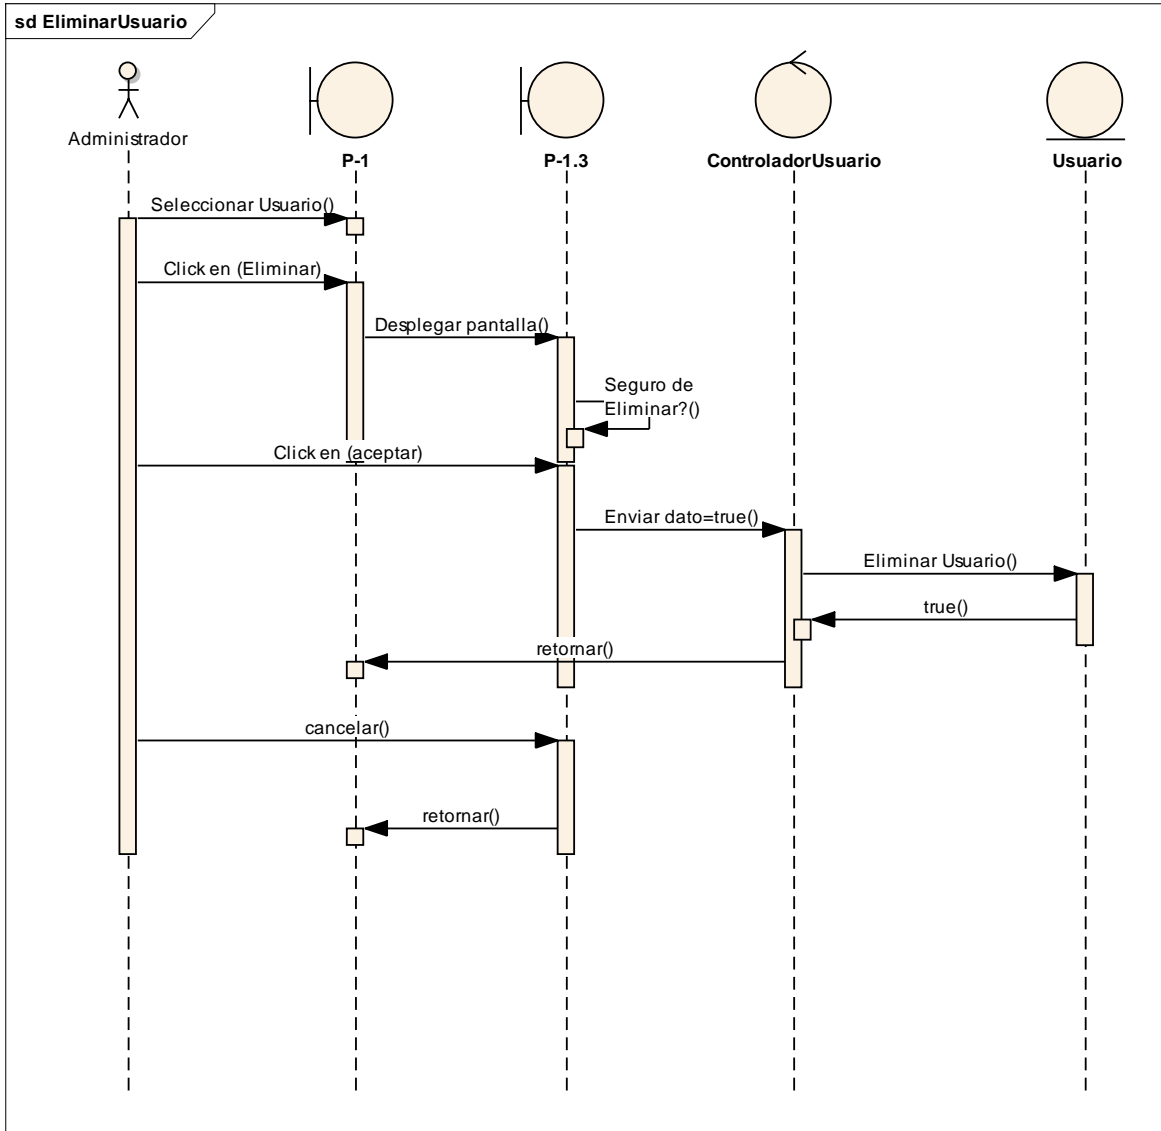 sd EliminarUsuario
Administrador
P-1
P-1.3
ControladorUsuario
Usuario
Seleccionar Usuario()
Click en (Eliminar)
Desplegar pantalla()
Seguro de
Eliminar?()
Click en (aceptar)
Enviar dato=true()
Eliminar Usuario()
true()
retornar()
cancelar()
retornar()